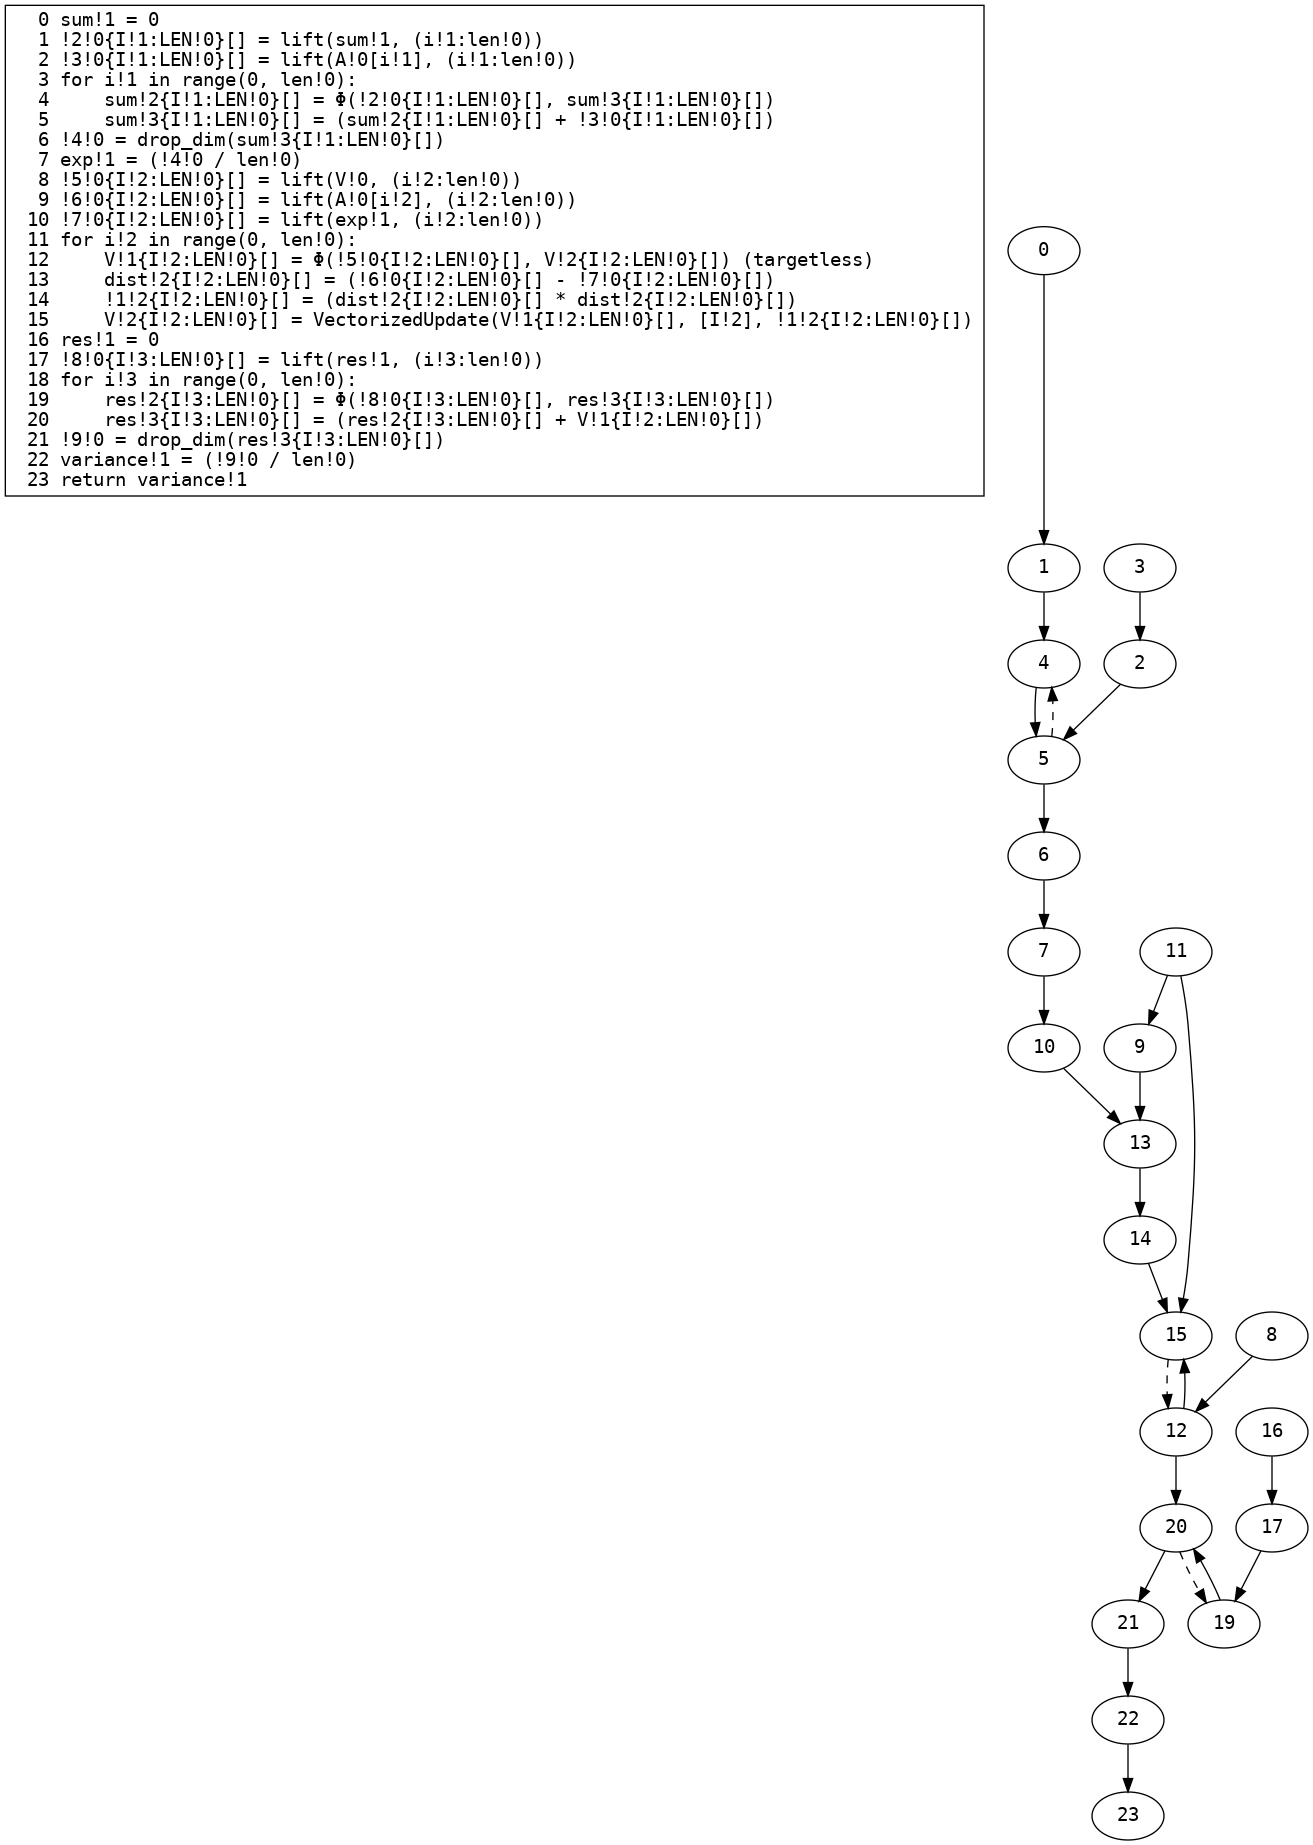 0 sum!1 = 0
1 !2!0{I!1:LEN!0}[] = lift(sum!1, (i!1:len!0))
2 !3!0{I!1:LEN!0}[] = lift(A!0[i!1], (i!1:len!0))
3 for i!1 in range(0, len!0):
4     sum!2{I!1:LEN!0}[] = Φ(!2!0{I!1:LEN!0}[], sum!3{I!1:LEN!0}[])
5     sum!3{I!1:LEN!0}[] = (sum!2{I!1:LEN!0}[] + !3!0{I!1:LEN!0}[])
6 !4!0 = drop_dim(sum!3{I!1:LEN!0}[])
7 exp!1 = (!4!0 / len!0)
8 !5!0{I!2:LEN!0}[] = lift(V!0, (i!2:len!0))
9 !6!0{I!2:LEN!0}[] = lift(A!0[i!2], (i!2:len!0))
10 !7!0{I!2:LEN!0}[] = lift(exp!1, (i!2:len!0))
11 for i!2 in range(0, len!0):
12     V!1{I!2:LEN!0}[] = Φ(!5!0{I!2:LEN!0}[], V!2{I!2:LEN!0}[]) (targetless)
13     dist!2{I!2:LEN!0}[] = (!6!0{I!2:LEN!0}[] - !7!0{I!2:LEN!0}[])
14     !1!2{I!2:LEN!0}[] = (dist!2{I!2:LEN!0}[] * dist!2{I!2:LEN!0}[])
15     V!2{I!2:LEN!0}[] = VectorizedUpdate(V!1{I!2:LEN!0}[], [I!2], !1!2{I!2:LEN!0}[])
16 res!1 = 0
17 !8!0{I!3:LEN!0}[] = lift(res!1, (i!3:len!0))
18 for i!3 in range(0, len!0):
19     res!2{I!3:LEN!0}[] = Φ(!8!0{I!3:LEN!0}[], res!3{I!3:LEN!0}[])
20     res!3{I!3:LEN!0}[] = (res!2{I!3:LEN!0}[] + V!1{I!2:LEN!0}[])
21 !9!0 = drop_dim(res!3{I!3:LEN!0}[])
22 variance!1 = (!9!0 / len!0)
23 return variance!1
0
1
3
4
2
5
6
7
11
10
9
13
14
15
8
12
16
20
17
21
19
22
23